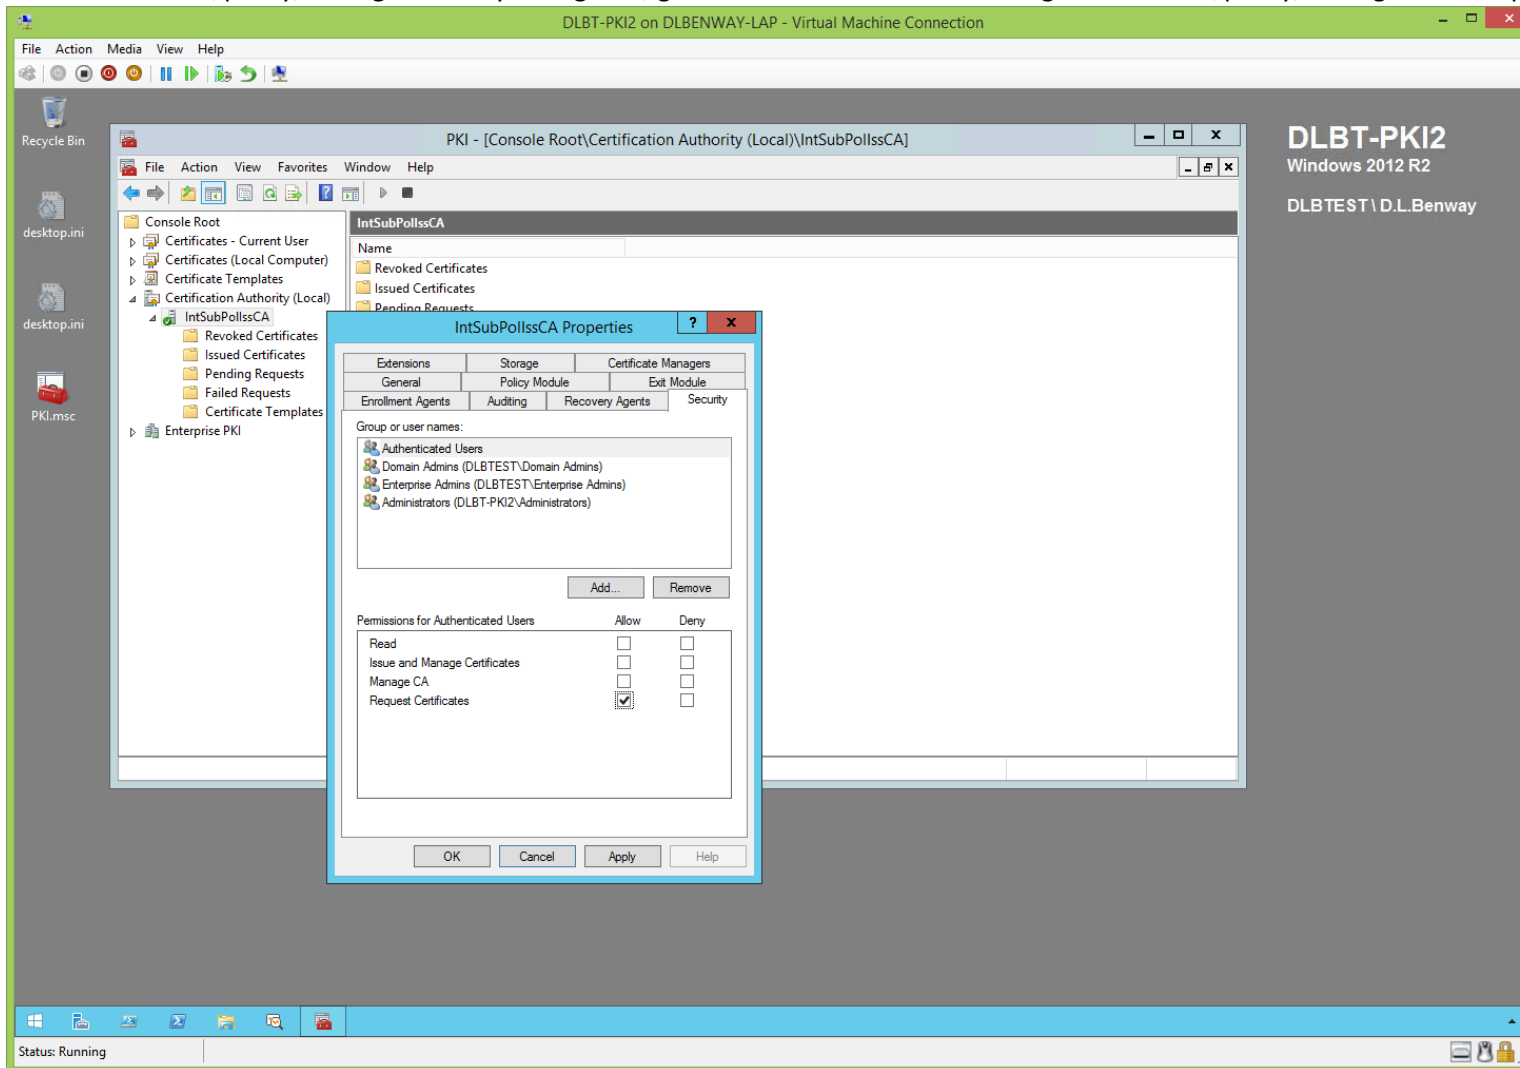 DLBT-PKI2 on DLBENWAY-LAP - Virtual Machine Connection
File Action Media View Help
Recycle Bin
desktop.ini
desktop.ini
PKI.msc
DLBT-PKI2
Windows 2012 R2
DLBTEST\D.L.Benway
PKI - [Console Root\Certification Authority (Local)\IntSubPolIssCA]
File Action View Favorites Window Help
Console Root
Certificates - Current User
Certificates (Local Computer)
Certificate Templates
Certification Authority (Local)
IntSubPolIssCA
Revoked Certificates
Issued Certificates
Pending Requests
Failed Requests
Certificate Templates
Enterprise PKI
IntSubPolIssCA
Name
Revoked Certificates
Issued Certificates
Pending Requests
IntSubPolIssCA Properties
Extensions Storage Certificate Managers
General Policy Module Exit Module
Enrollment Agents Auditing Recovery Agents Security
Group or user names:
Authenticated Users
Domain Admins (DLBTEST\Domain Admins)
Enterprise Admins (DLBTEST\Enterprise Admins)
Administrators (DLBT-PKI2\Administrators)
Add... Remove
Permissions for Authenticated Users Allow Deny
Read
Issue and Manage Certificates
Manage CA
Request Certificates
OK Cancel Apply Help
Status: Running